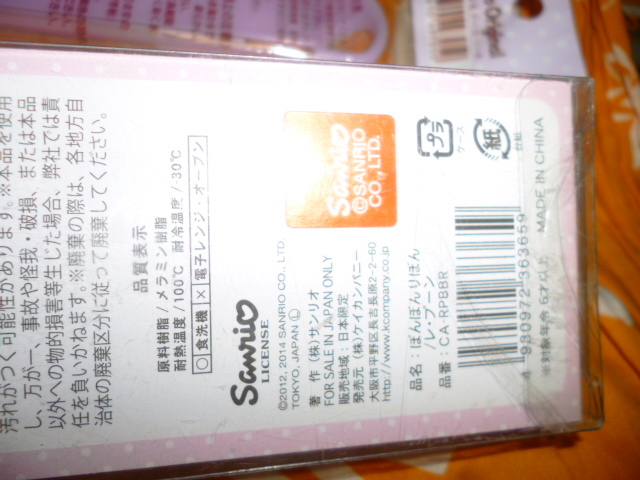 汚れがつく可能性があります。※本品を使用
し、万が一、事故や怪我・破損、または本品
以外への物的損害等生じた場合、弊社では責
任を負いかねます。※廃棄の際は、各地方自
治体の廃棄区分に従って廃棄してください。
品質表示
原料樹脂/メラミン樹脂
耐熱温度/100℃ 耐冷温度/30℃
○ 食洗機 × 電子レンジ・オーブン
Sanrio
LICENSE
©2012, 2014 SANRIO CO., LTD.
TOKYO, JAPAN Ⓛ
Sanrio
©SANRIO
CO., LTD.
著作 (株)サンリオ
FOR SALE IN JAPAN ONLY
販売地域:日本限定
発売元 (株)ケイカンパニー
大阪市平野区長吉長原2-2-60
http://www.kcompany.co.jp
品名:ぽんぽんりぼん
/レ・ブーン
品番:CA-RPBBR
プラ
ケース
紙
台紙
4 930972 363659
※対象年令 6才以上
MADE IN CHINA
Original